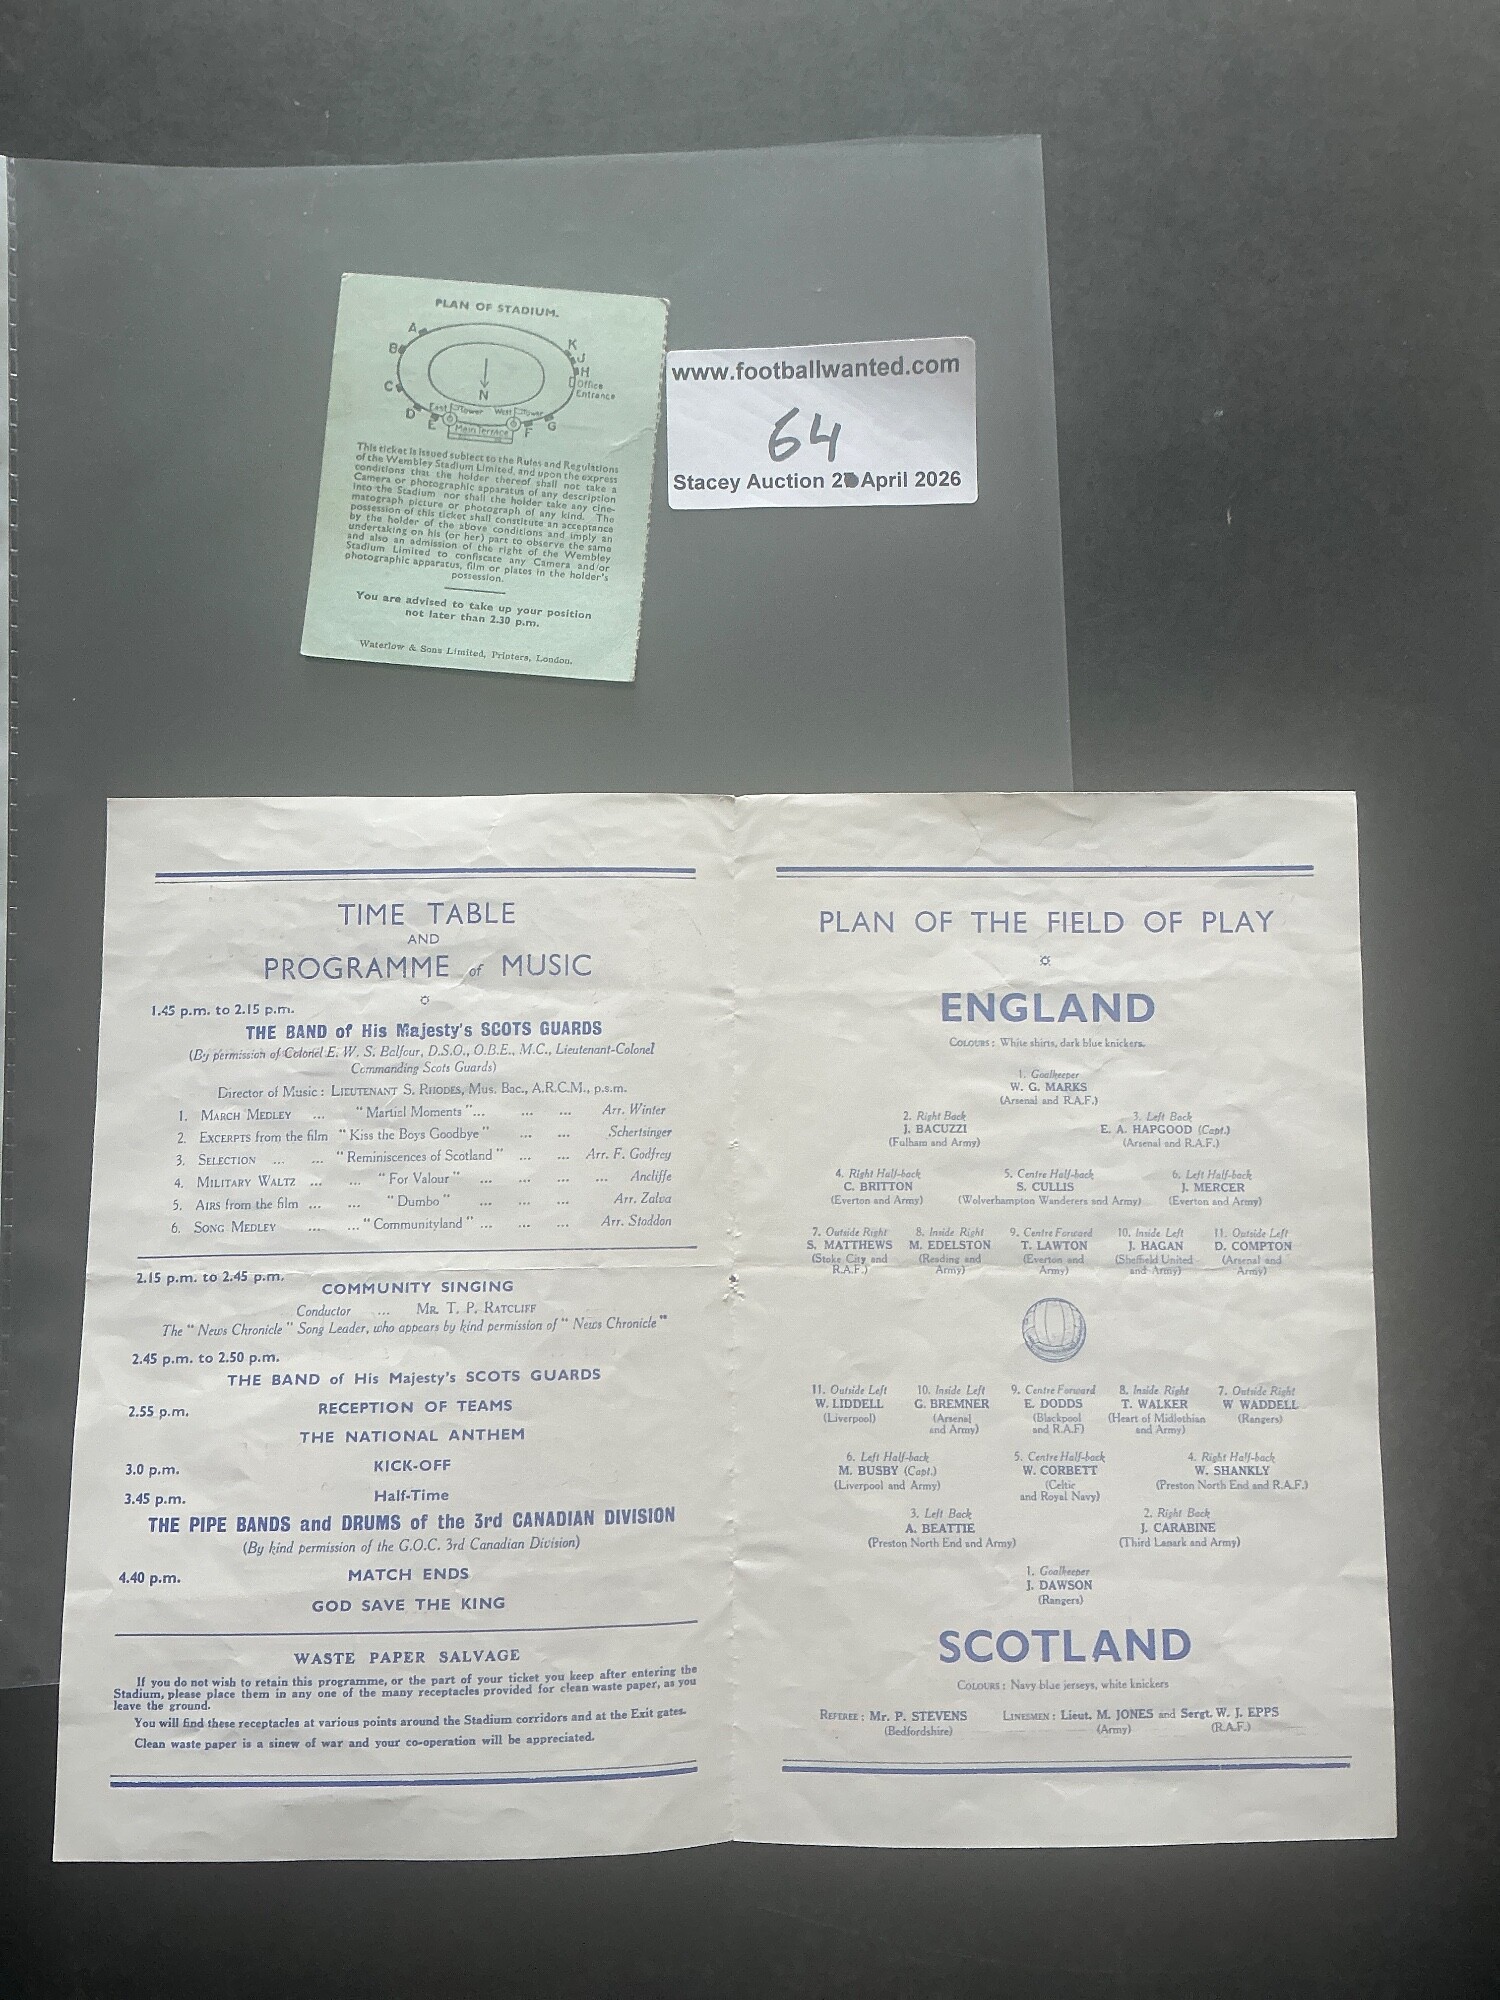 PLAN OF STADIUM.
A
B
C
D
E
F
G
K
J
H
Office
Entrance
N
East Tower
West Tower
Main Terrace
This ticket is issued subject to the Rules and Regulations
of the Wembley Stadium Limited, and upon the express
conditions that the holder thereof shall not take a
Camera or photographic apparatus of any description
into the Stadium nor shall the holder take any cine-
matograph picture or photograph of any kind. The
possession of this ticket shall constitute an acceptance
by the holder of the above conditions and imply an
undertaking on his (or her) part to observe the same
and also an admission of the right of the Wembley
Stadium Limited to confiscate any Camera and/or
photographic apparatus, film or plates in the holder's
possession.
You are advised to take up your position
not later than 2.30 p.m.
Waterlow & Sons Limited, Printers, London.
www.footballwanted.com
64
Stacey Auction 2 April 2026
TIME TABLE
AND
PROGRAMME of MUSIC
1.45 p.m. to 2.15 p.m.
THE BAND of His Majesty's SCOTS GUARDS
(By permission of Colonel E. W. S. Balfour, D.S.O., O.B.E., M.C., Lieutenant-Colonel
Commanding Scots Guards)
Director of Music : LIEUTENANT S. RHODES, Mus. Bac., A.R.C.M., p.s.m.
1. MARCH MEDLEY ... "Martial Moments" ... ... ... Arr. Winter
2. EXCERPTS from the film "Kiss the Boys Goodbye" ... ... Schertsinger
3. SELECTION ... ... "Reminiscences of Scotland" ... ... Arr. F. Godfrey
4. MILITARY WALTZ ... ... "For Valour" ... ... ... Ancliffe
5. AIRS from the film ... ... "Dumbo" ... ... ... Arr. Zalva
6. SONG MEDLEY ... ... "Communityland" ... ... ... Arr. Stoddon
2.15 p.m. to 2.45 p.m.
COMMUNITY SINGING
Conductor ... MR. T. P. RATCLIFF
The "News Chronicle" Song Leader, who appears by kind permission of "News Chronicle"
2.45 p.m. to 2.50 p.m.
THE BAND of His Majesty's SCOTS GUARDS
2.55 p.m. RECEPTION OF TEAMS
THE NATIONAL ANTHEM
3.0 p.m. KICK-OFF
3.45 p.m. Half-Time
THE PIPE BANDS and DRUMS of the 3rd CANADIAN DIVISION
(By kind permission of the G.O.C. 3rd Canadian Division)
4.40 p.m. MATCH ENDS
GOD SAVE THE KING
WASTE PAPER SALVAGE
If you do not wish to retain this programme, or the part of your ticket you keep after entering the
Stadium, please place them in any one of the many receptacles provided for clean waste paper, as you
leave the ground.
You will find these receptacles at various points around the Stadium corridors and at the Exit gates.
Clean waste paper is a sinew of war and your co-operation will be appreciated.
PLAN OF THE FIELD OF PLAY
ENGLAND
COLOURS : White shirts, dark blue knickers.
1. Goalkeeper
W. G. MARKS
(Arsenal and R.A.F.)
2. Right Back 3. Left Back
J. BACUZZI E. A. HAPGOOD (Capt.)
(Fulham and Army) (Arsenal and R.A.F.)
4. Right Half-back 5. Centre Half-back 6. Left Half-back
C. BRITTON S. CULLIS J. MERCER
(Everton and Army) (Wolverhampton Wanderers and Army) (Everton and Army)
7. Outside Right 8. Inside Right 9. Centre Forward 10. Inside Left 11. Outside Left
S. MATTHEWS M. EDELSTON T. LAWTON J. HAGAN D. COMPTON
(Stoke City and (Reading and (Everton and (Sheffield United (Arsenal and
R.A.F.) Army) Army) and Army) Army)
11. Outside Left 10. Inside Left 9. Centre Forward 8. Inside Right 7. Outside Right
W. LIDDELL G. BREMNER E. DODDS T. WALKER W WADDELL
(Liverpool) (Arsenal (Blackpool (Heart of Midlothian (Rangers)
and Army) and R.A.F) and Army)
6. Left Half-back 5. Centre Half-back 4. Right Half-back
M. BUSBY (Capt.) W. CORBETT W. SHANKLY
(Liverpool and Army) (Celtic (Preston North End and R.A.F.)
and Royal Navy)
3. Left Back 2. Right Back
A. BEATTIE J. CARABINE
(Preston North End and Army) (Third Lanark and Army)
1. Goalkeeper
J. DAWSON
(Rangers)
SCOTLAND
COLOURS : Navy blue jerseys, white knickers
REFEREE : Mr. P. STEVENS LINESMEN : Lieut. M. JONES and Sergt. W. J. EPPS
(Bedfordshire) (Army) (R.A.F.)